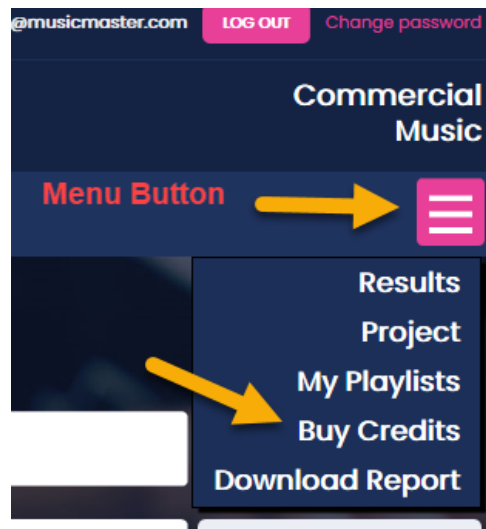 @musicmaster.com LOG OUT Change password
Commercial
Music
Menu Button
Results
Project
My Playlists
Buy Credits
Download Report